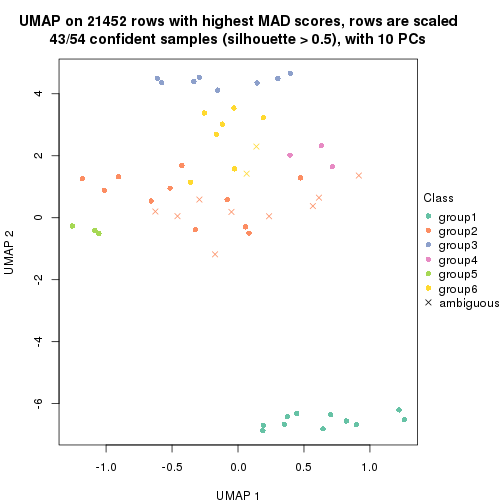 UMAP on 21452 rows with highest MAD scores, rows are scaled
43/54 confident samples (silhouette > 0.5), with 10 PCs
4
2
0
-2
-4
-6
UMAP 2
-1.0 -0.5 0.0 0.5 1.0
UMAP 1
Class
group1
group2
group3
group4
group5
group6
ambiguous